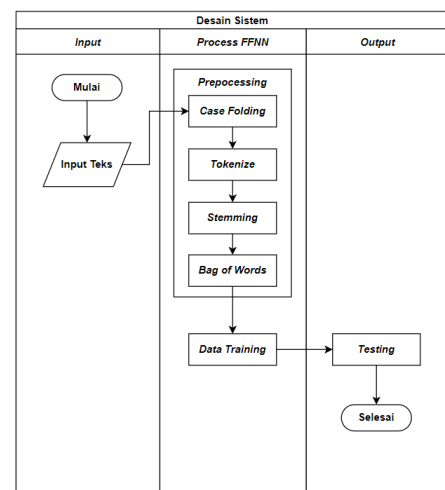 Desain Sistem
Input
Process FFNN
Output
Mulai
Input Teks
Prepocessing
Case Folding
Tokenize
Stemming
Bag of Words
Data Training
Testing
Selesai